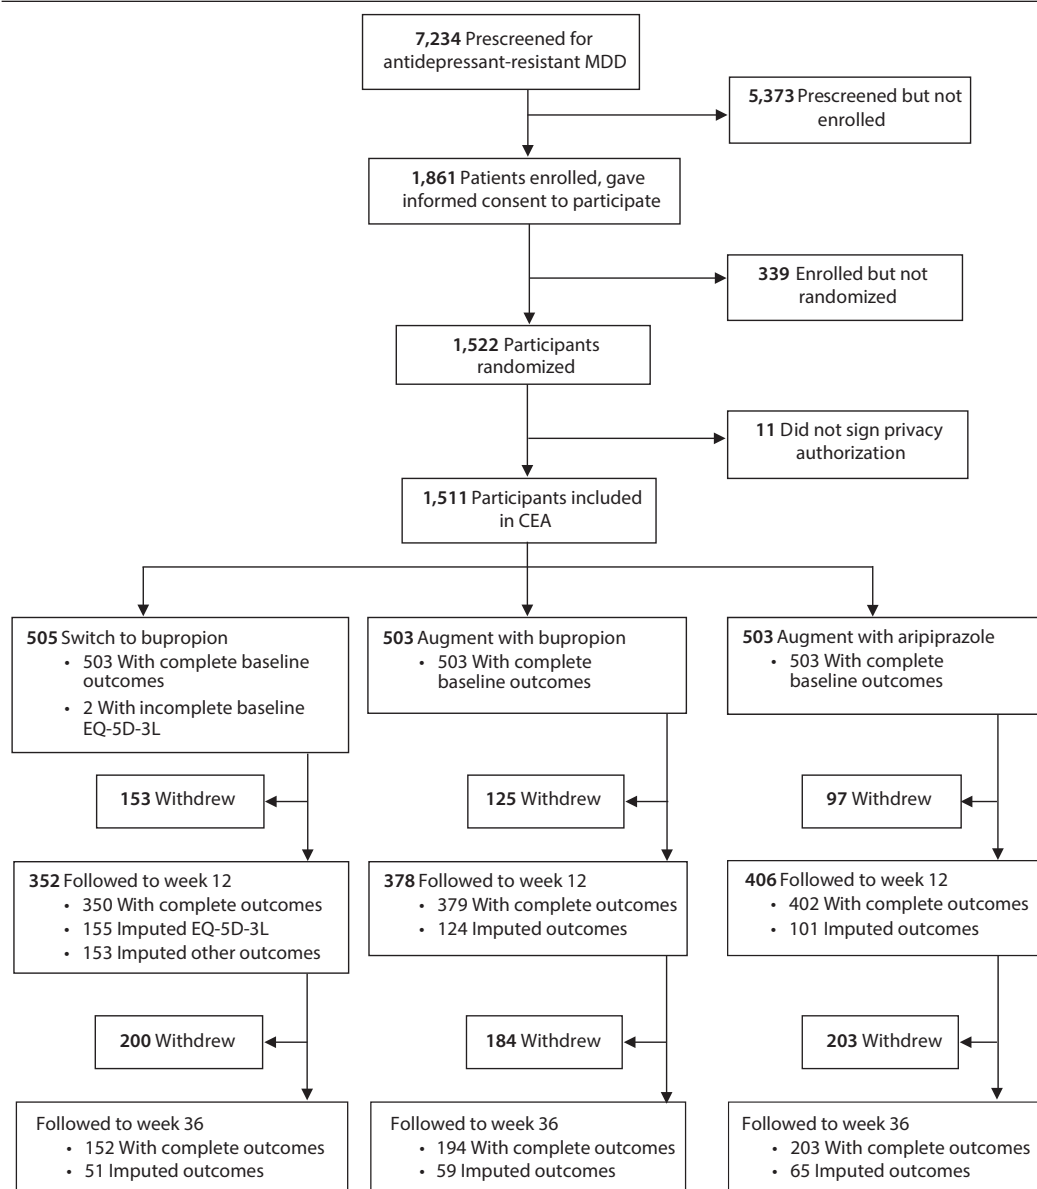 7,234 Prescreened for
antidepressant-resistant MDD
5,373 Prescreened but not
enrolled
1,861 Patients enrolled, gave
informed consent to participate
339 Enrolled but not
randomized
1,522 Participants
randomized
11 Did not sign privacy
authorization
1,511 Participants included
in CEA
505 Switch to bupropion
• 503 With complete baseline
outcomes
• 2 With incomplete baseline
EQ-5D-3L
503 Augment with bupropion
• 503 With complete
baseline outcomes
503 Augment with aripiprazole
• 503 With complete
baseline outcomes
153 Withdrew
125 Withdrew
97 Withdrew
352 Followed to week 12
• 350 With complete outcomes
• 155 Imputed EQ-5D-3L
• 153 Imputed other outcomes
378 Followed to week 12
• 379 With complete outcomes
• 124 Imputed outcomes
406 Followed to week 12
• 402 With complete outcomes
• 101 Imputed outcomes
200 Withdrew
184 Withdrew
203 Withdrew
Followed to week 36
• 152 With complete outcomes
• 51 Imputed outcomes
Followed to week 36
• 194 With complete outcomes
• 59 Imputed outcomes
Followed to week 36
• 203 With complete outcomes
• 65 Imputed outcomes